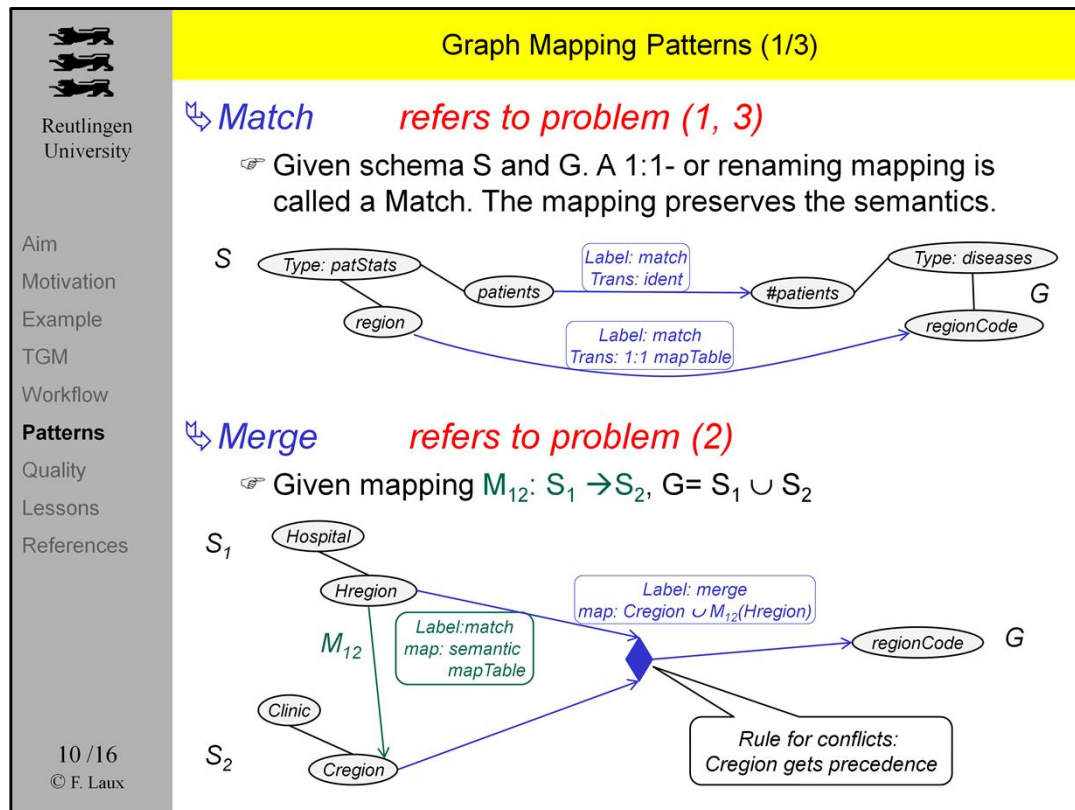 Graph Mapping Patterns (1/3)
Reutlingen
University
Aim
Motivation
Example
TGM
Workflow
Patterns
Quality
Lessons
References
10 /16
© F. Laux
Match refers to problem (1, 3)
Given schema S and G. A 1:1- or renaming mapping is
called a Match. The mapping preserves the semantics.
S
Type: patStats
patients
region
Label: match
Trans: ident
#patients
Type: diseases
G
regionCode
Label: match
Trans: 1:1 mapTable
Merge refers to problem (2)
Given mapping M₁₂: S₁ →S₂, G= S₁ ∪ S₂
S₁
Hospital
Hregion
M₁₂
Label:match
map: semantic
mapTable
Label: merge
map: Cregion ∪ M₁₂(Hregion)
regionCode
G
Clinic
S₂
Cregion
Rule for conflicts:
Cregion gets precedence